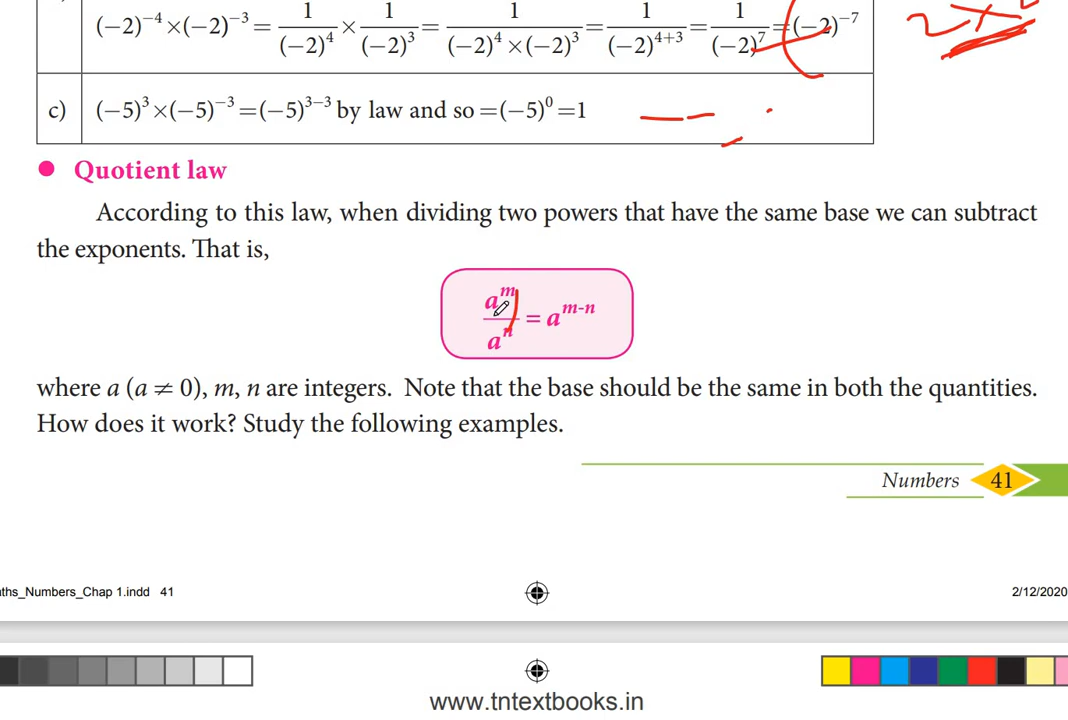 (−2)⁻⁴×(−2)⁻³ = 1/(−2)⁴ × 1/(−2)³ = 1/((−2)⁴×(−2)³) = 1/(−2)⁴⁺³ = 1/(−2)⁷ = (−2)⁻⁷
c) (−5)³×(−5)⁻³=(−5)³⁻³ by law and so =(−5)⁰=1
● Quotient law
According to this law, when dividing two powers that have the same base we can subtract
the exponents. That is,
aᵐ/aⁿ = aᵐ⁻ⁿ
where a (a ≠ 0), m, n are integers. Note that the base should be the same in both the quantities.
How does it work? Study the following examples.
Numbers 41
ths_Numbers_Chap 1.indd 41
2/12/2020
www.tntextbooks.in